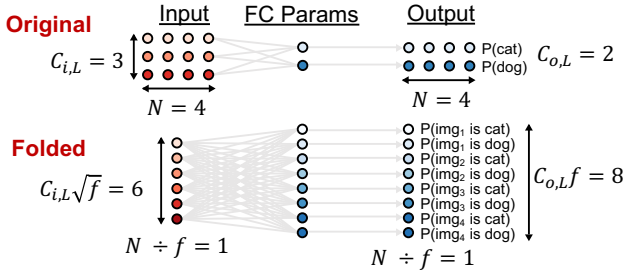 Input FC Params Output
Original
C_{i,L} = 3
P(cat)
P(dog)
C_{o,L} = 2
N = 4
N = 4
Folded
C_{i,L}√f = 6
P(img₁ is cat)
P(img₁ is dog)
P(img₂ is cat)
P(img₂ is dog)
P(img₃ is cat)
P(img₃ is dog)
P(img₄ is cat)
P(img₄ is dog)
C_{o,L}f = 8
N ÷ f = 1
N ÷ f = 1